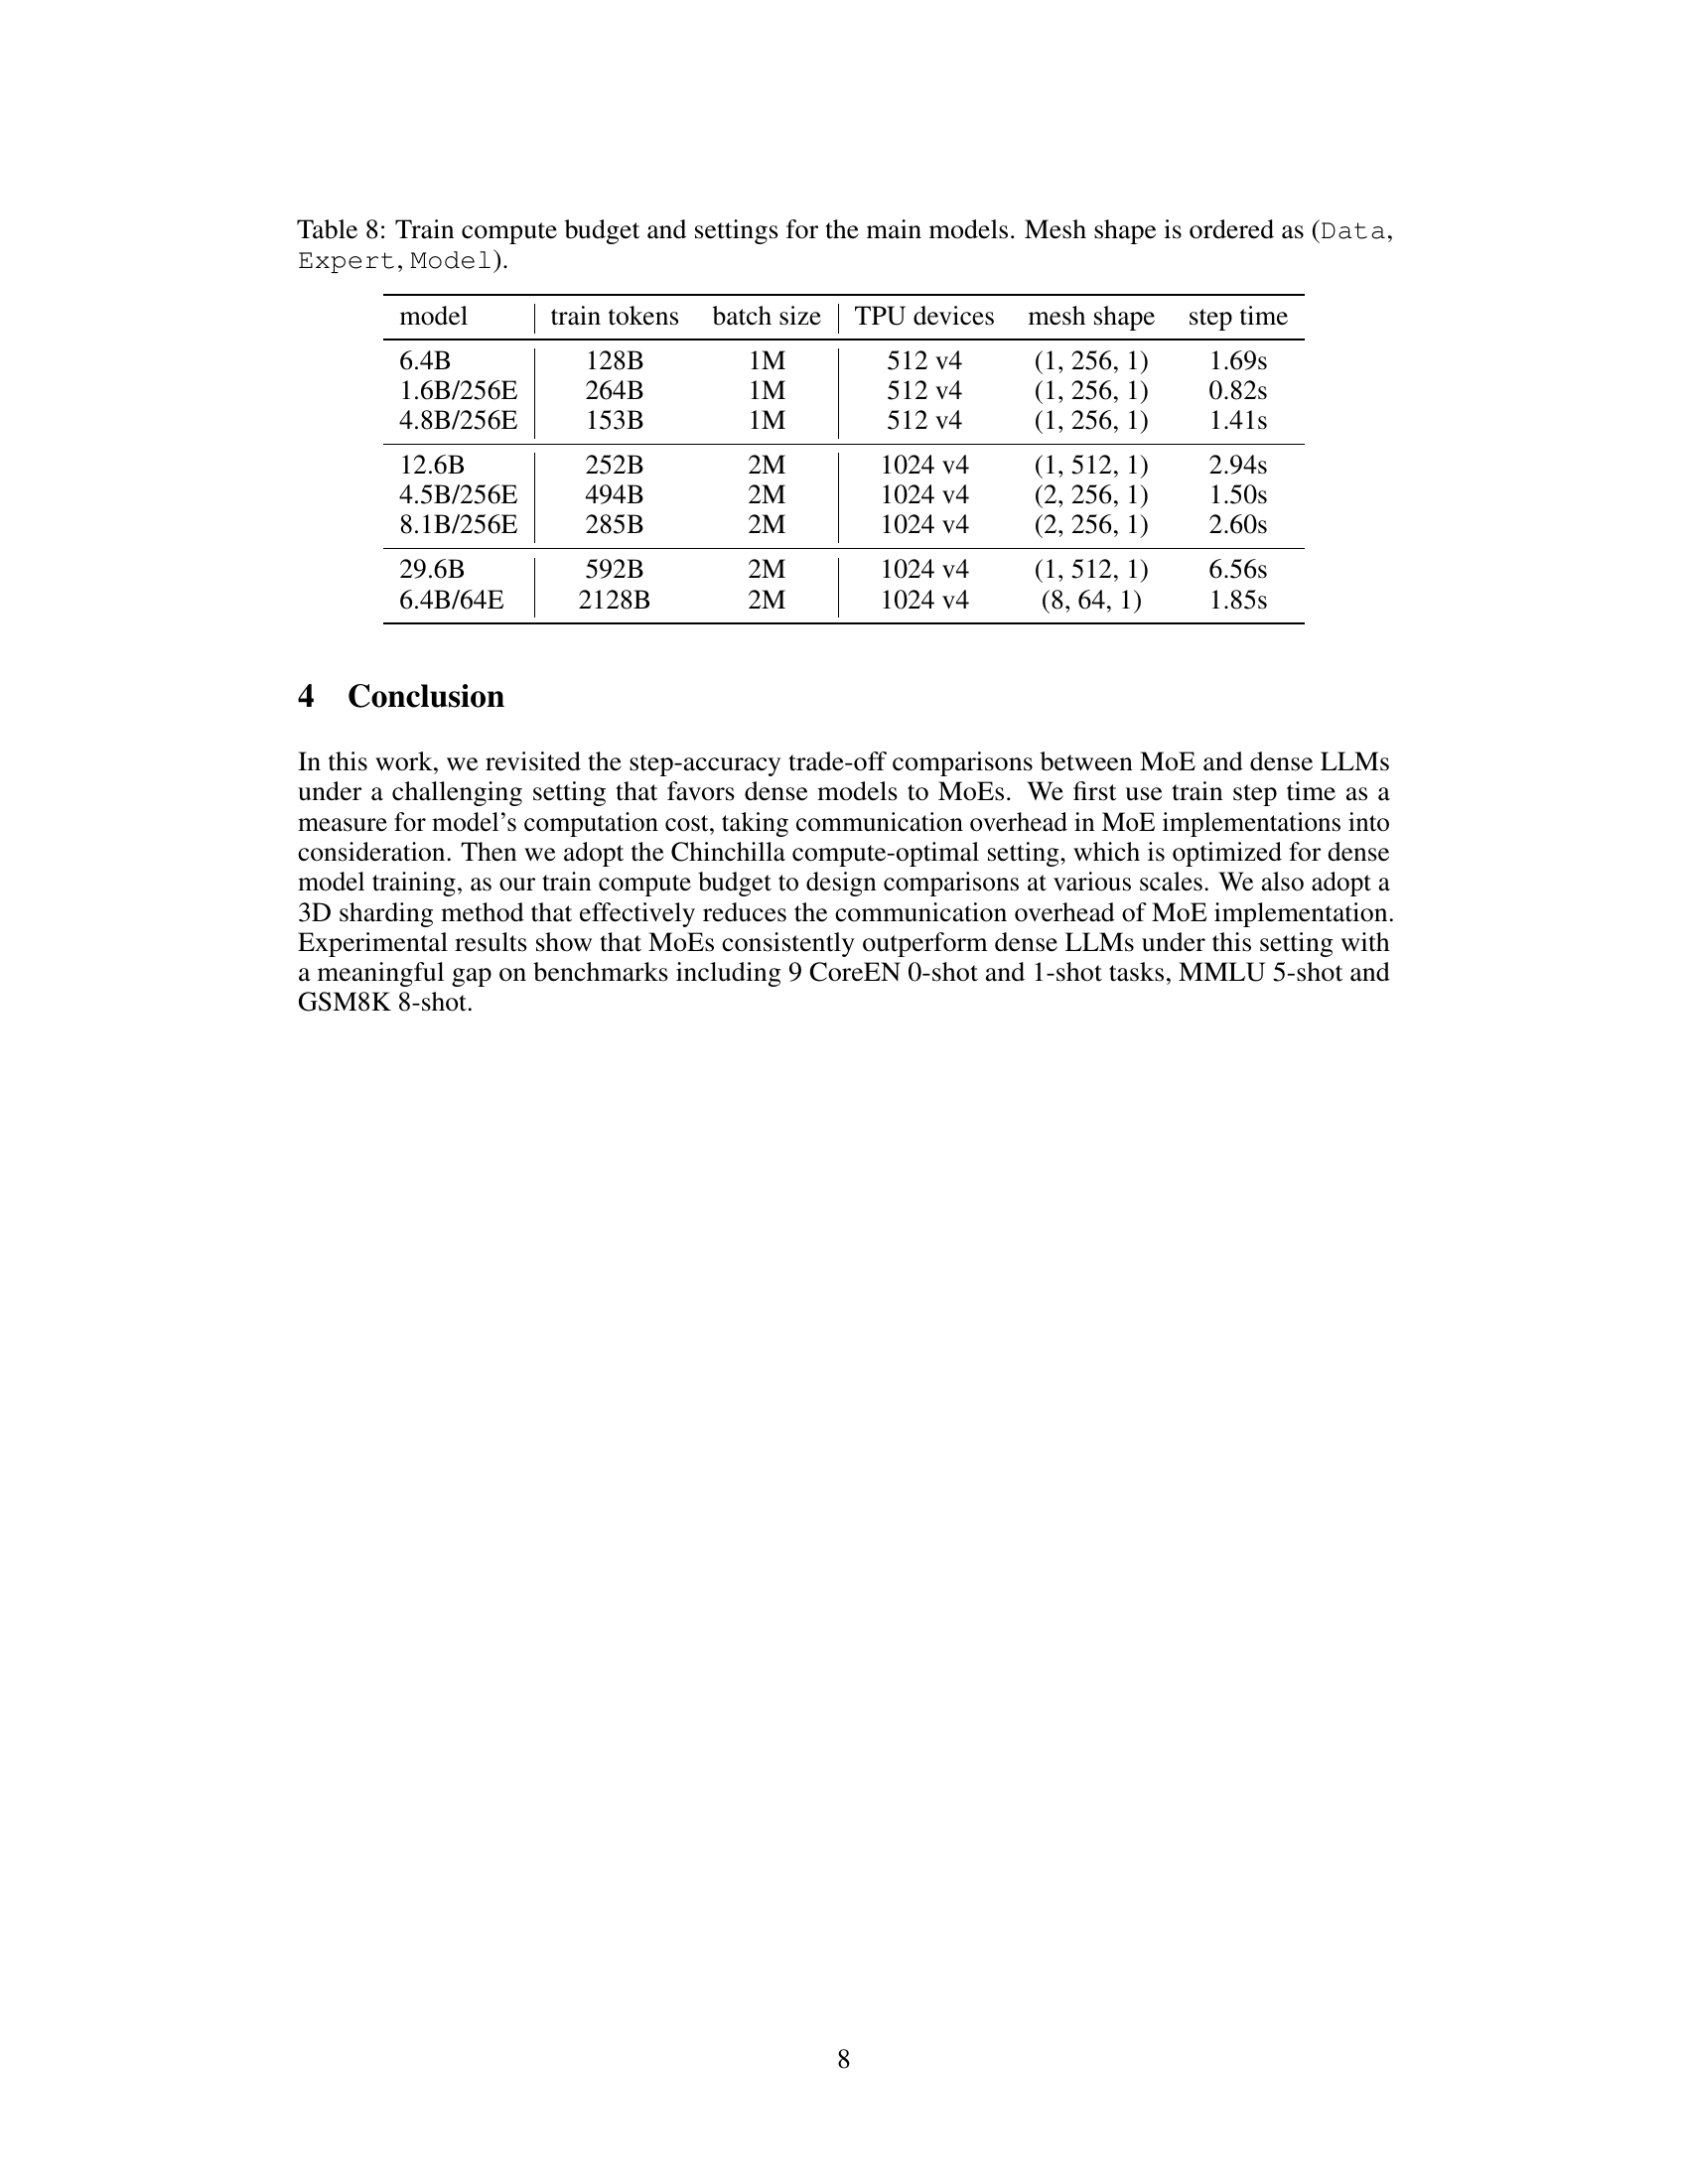 Table 8: Train compute budget and settings for the main models. Mesh shape is ordered as (Data,
Expert, Model).
model train tokens batch size TPU devices mesh shape step time
6.4B 128B 1M 512 v4 (1, 256, 1) 1.69s
1.6B/256E 264B 1M 512 v4 (1, 256, 1) 0.82s
4.8B/256E 153B 1M 512 v4 (1, 256, 1) 1.41s
12.6B 252B 2M 1024 v4 (1, 512, 1) 2.94s
4.5B/256E 494B 2M 1024 v4 (2, 256, 1) 1.50s
8.1B/256E 285B 2M 1024 v4 (2, 256, 1) 2.60s
29.6B 592B 2M 1024 v4 (1, 512, 1) 6.56s
6.4B/64E 2128B 2M 1024 v4 (8, 64, 1) 1.85s
4 Conclusion
In this work, we revisited the step-accuracy trade-off comparisons between MoE and dense LLMs
under a challenging setting that favors dense models to MoEs. We first use train step time as a
measure for model's computation cost, taking communication overhead in MoE implementations into
consideration. Then we adopt the Chinchilla compute-optimal setting, which is optimized for dense
model training, as our train compute budget to design comparisons at various scales. We also adopt a
3D sharding method that effectively reduces the communication overhead of MoE implementation.
Experimental results show that MoEs consistently outperform dense LLMs under this setting with
a meaningful gap on benchmarks including 9 CoreEN 0-shot and 1-shot tasks, MMLU 5-shot and
GSM8K 8-shot.
8